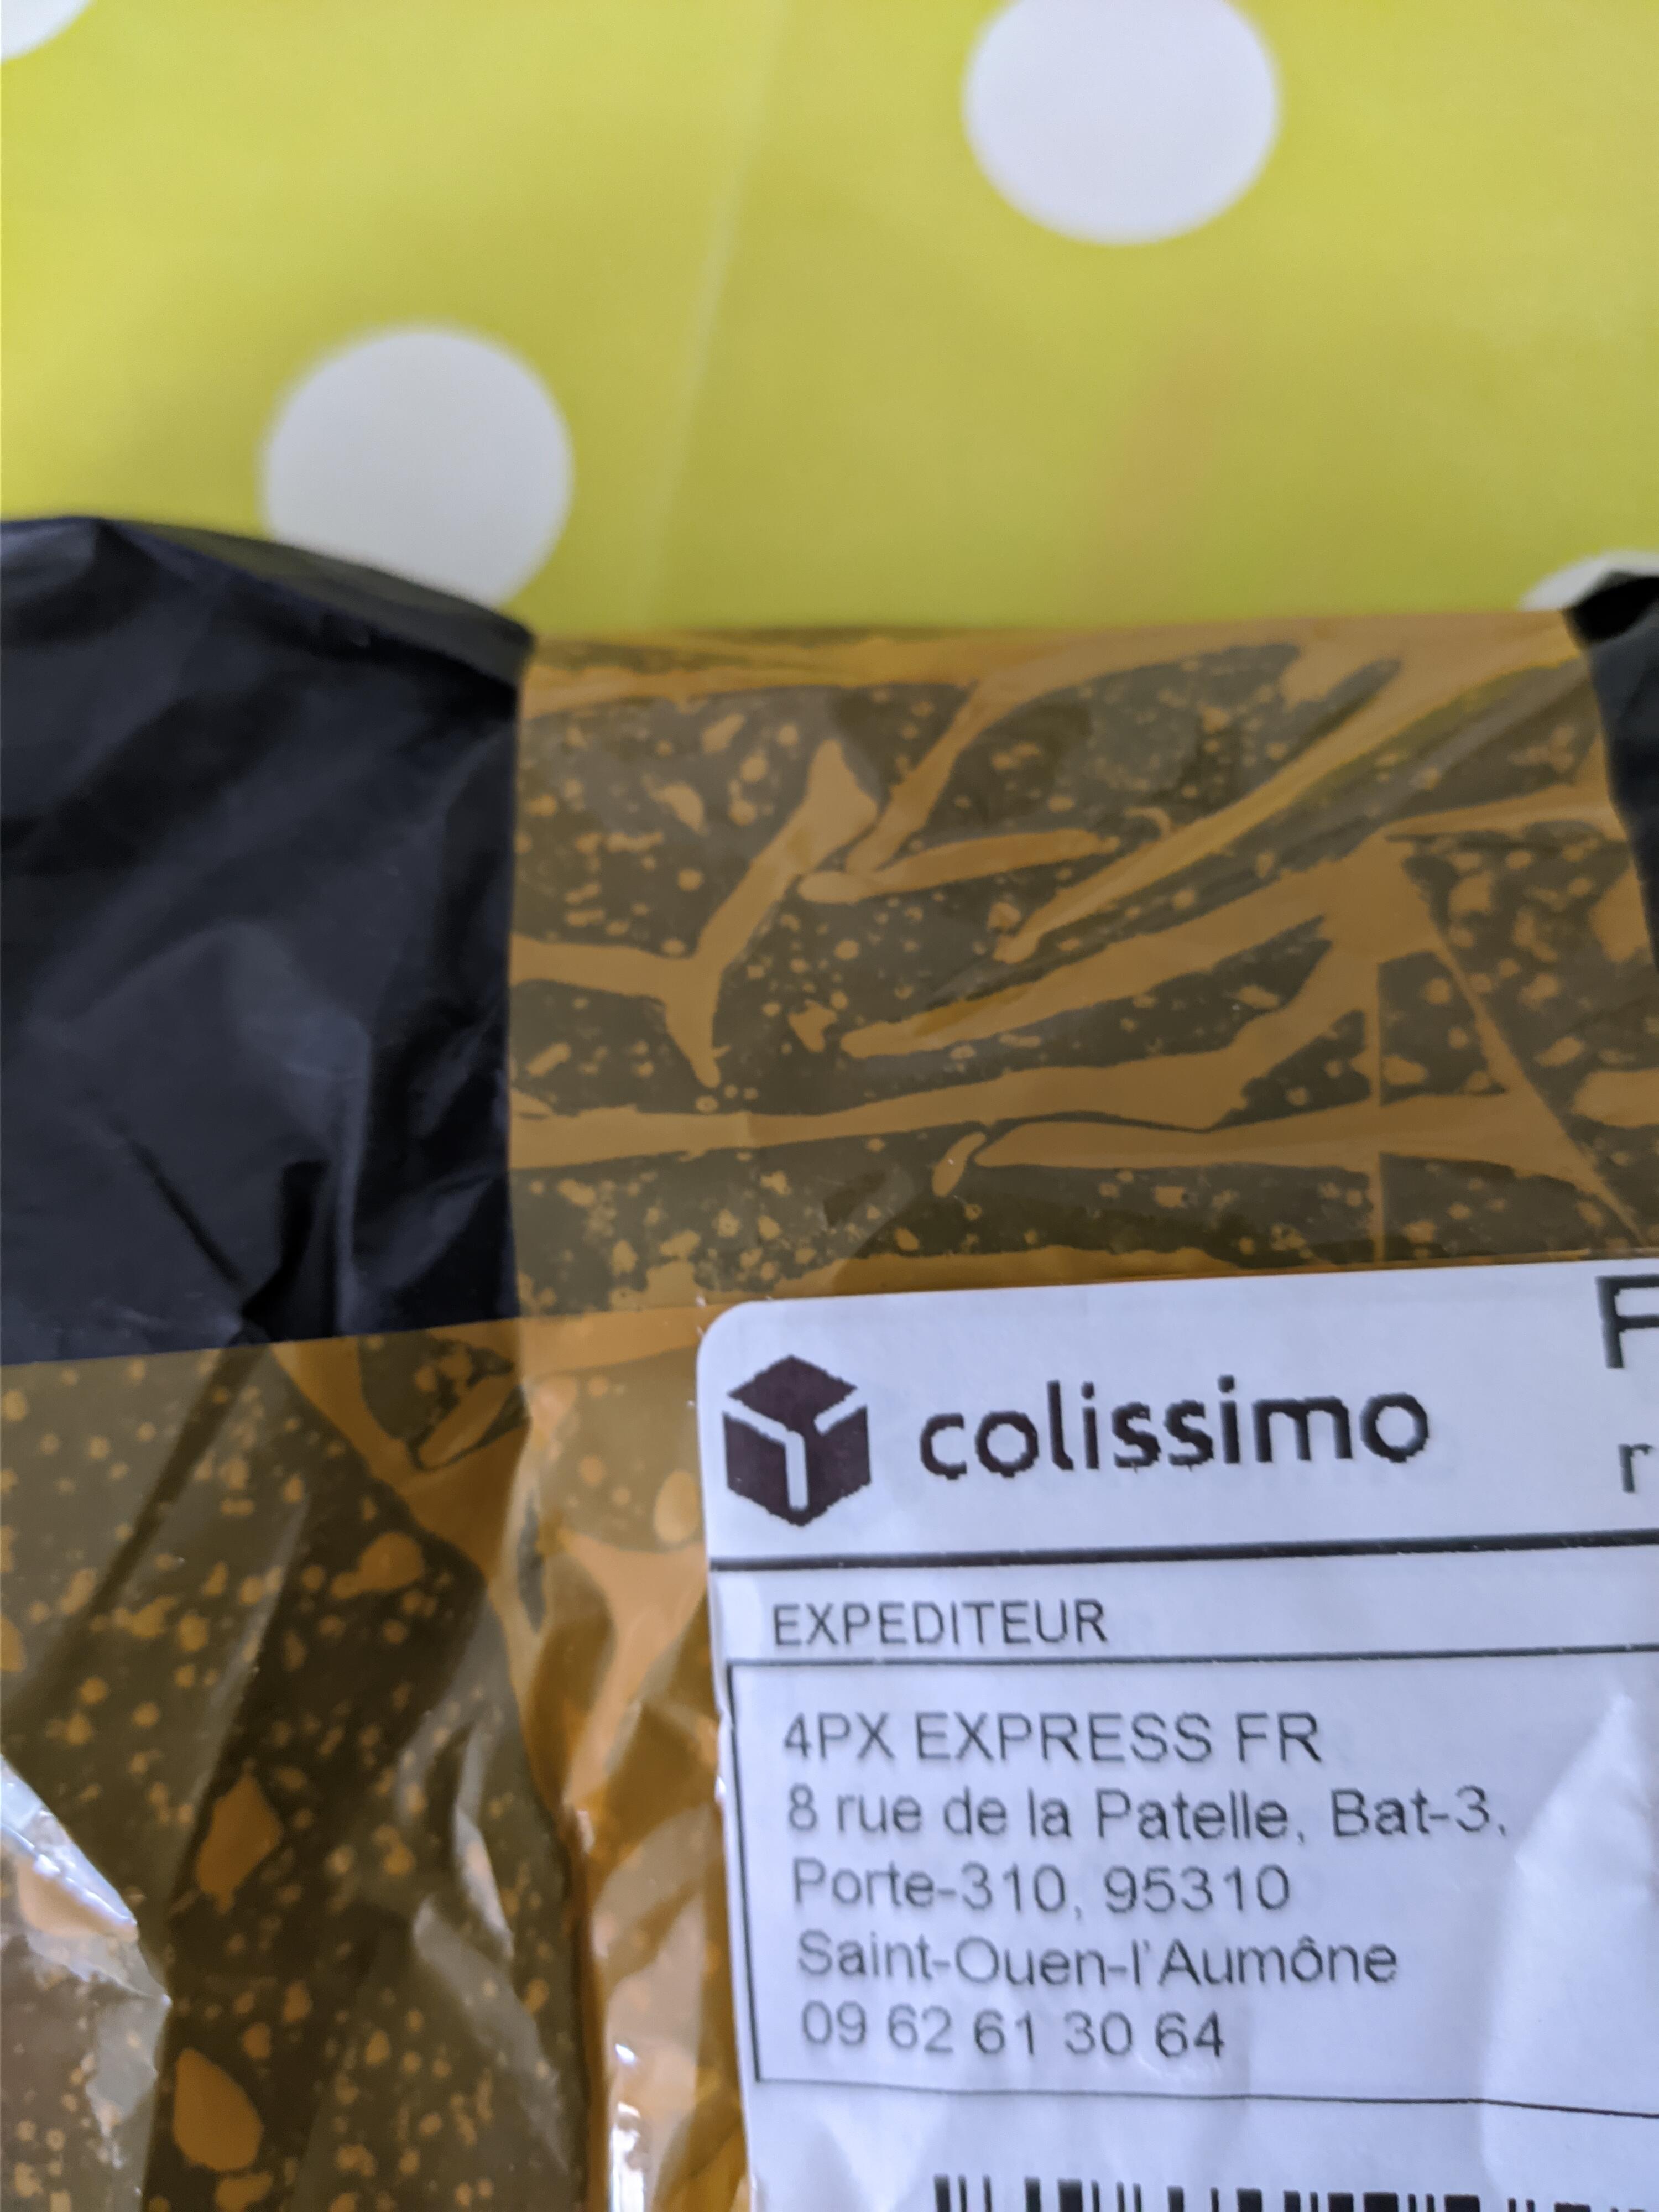 colissimo
EXPEDITEUR
4PX EXPRESS FR
8 rue de la Patelle, Bat-3,
Porte-310, 95310
Saint-Ouen-l'Aumône
09 62 61 30 64